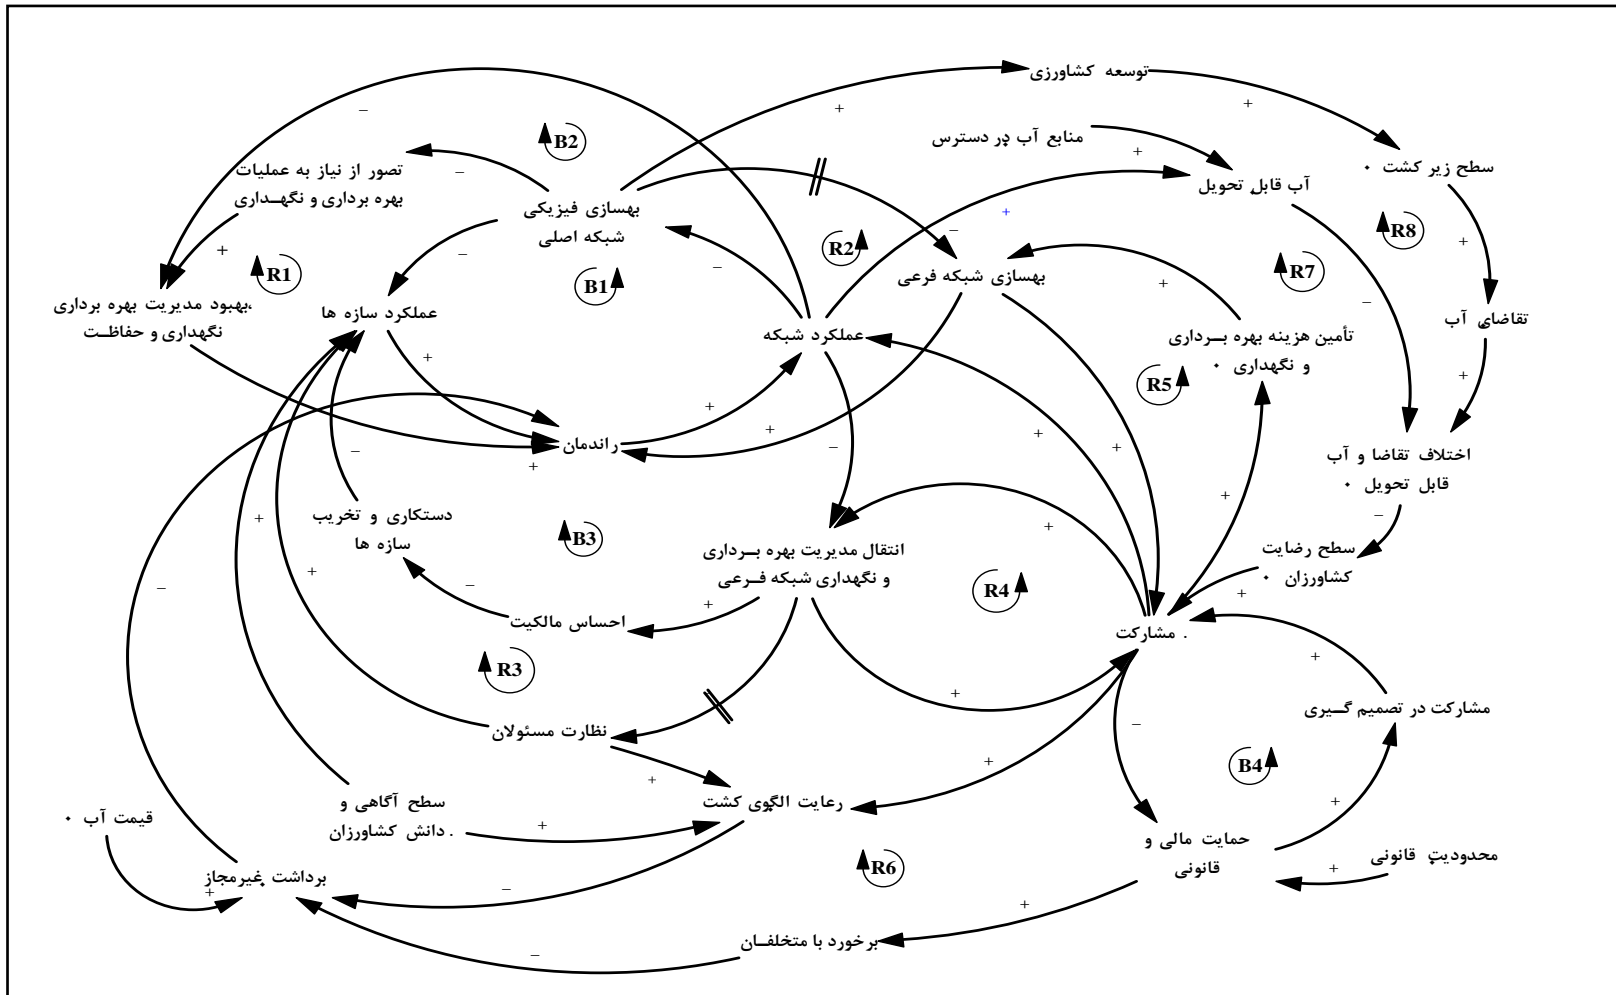 توسعه کشاورزی
منابع آب در دسترس
سطح زیر کشت
آب قابل تحویل
تصور از نیاز به عملیات
بهره برداری و نگهداری
بهسازی فیزیکی
شبکه اصلی
B2
R8
R2
R7
R1
B1
بهسازی شبکه فرعی
بهبود مدیریت بهره برداری،
نگهداری و حفاظت
عملکرد سازه ها
عملکرد شبکه
تقاضای آب
تأمین هزینه بهره برداری
و نگهداری
R5
راندمان
اختلاف تقاضا و آب
قابل تحویل
دستکاری و تخریب
سازه ها
B3
انتقال مدیریت بهره برداری
و نگهداری شبکه فرعی
سطح رضایت
کشاورزان
R4
احساس مالکیت
مشارکت
R3
مشارکت در تصمیم گیری
نظارت مسئولان
B4
رعایت الگوی کشت
سطح آگاهی و
دانش کشاورزان
قیمت آب
حمایت مالی و
قانونی
محدودیت قانونی
R6
برداشت غیرمجاز
برخورد با متخلفان